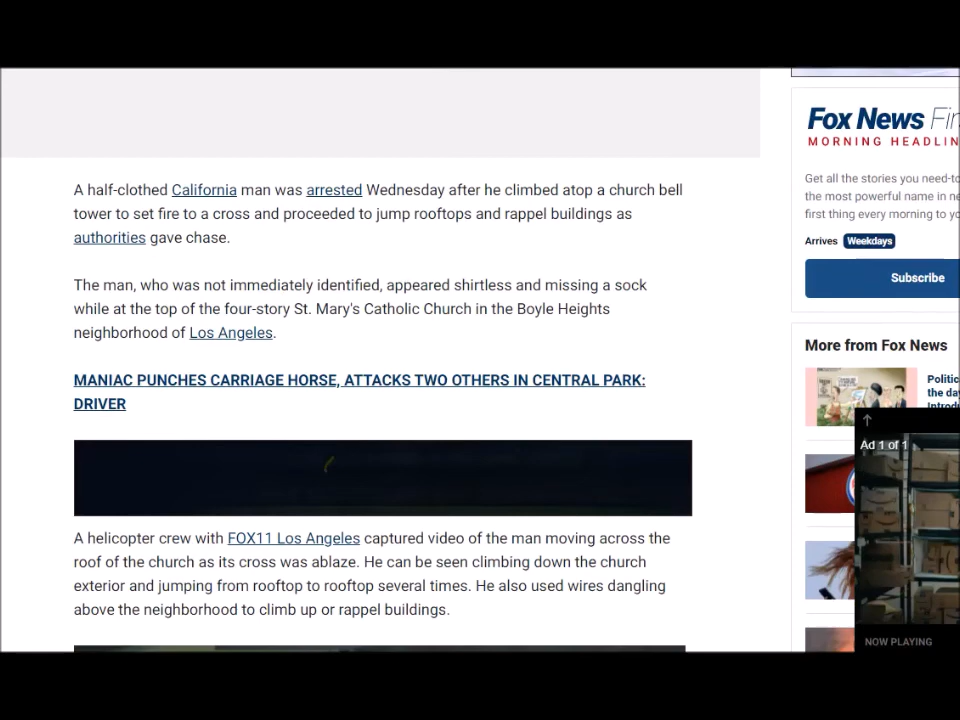 A half-clothed California man was arrested Wednesday after he climbed atop a church bell
tower to set fire to a cross and proceeded to jump rooftops and rappel buildings as
authorities gave chase.
The man, who was not immediately identified, appeared shirtless and missing a sock
while at the top of the four-story St. Mary's Catholic Church in the Boyle Heights
neighborhood of Los Angeles.
MANIAC PUNCHES CARRIAGE HORSE, ATTACKS TWO OTHERS IN CENTRAL PARK:
DRIVER
A helicopter crew with FOX11 Los Angeles captured video of the man moving across the
roof of the church as its cross was ablaze. He can be seen climbing down the church
exterior and jumping from rooftop to rooftop several times. He also used wires dangling
above the neighborhood to climb up or rappel buildings.
Fox News Fir
MORNING HEADLIN
Get all the stories you need-to
the most powerful name in ne
first thing every morning to yo
Arrives Weekdays
Subscribe
More from Fox News
Politic
the day
Introdu
Ad 1 of 1
NOW PLAYING